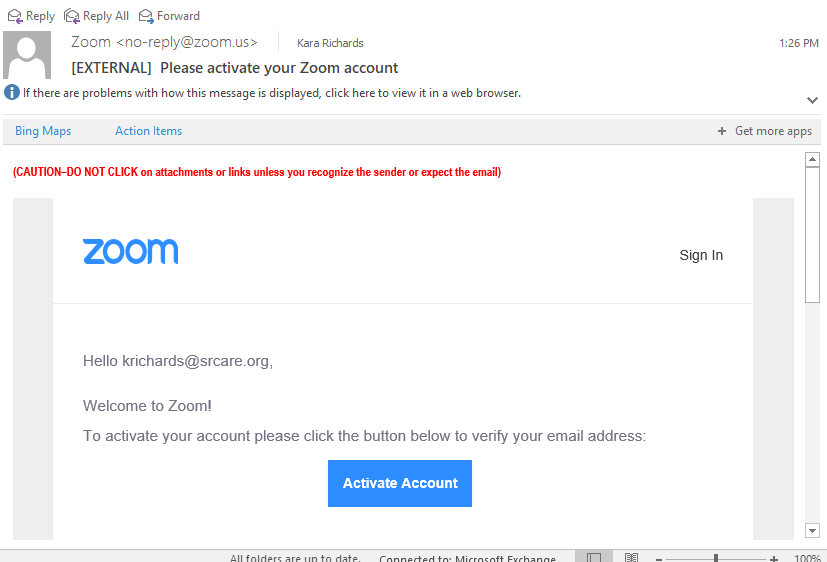 Reply Reply All Forward
Zoom <no-reply@zoom.us> Kara Richards 1:26 PM
[EXTERNAL] Please activate your Zoom account
If there are problems with how this message is displayed, click here to view it in a web browser.
Bing Maps Action Items + Get more apps
(CAUTION–DO NOT CLICK on attachments or links unless you recognize the sender or expect the email)
zoom Sign In
Hello krichards@srcare.org,
Welcome to Zoom!
To activate your account please click the button below to verify your email address:
Activate Account
All folders are up to date. Connected to: Microsoft Exchange 100%